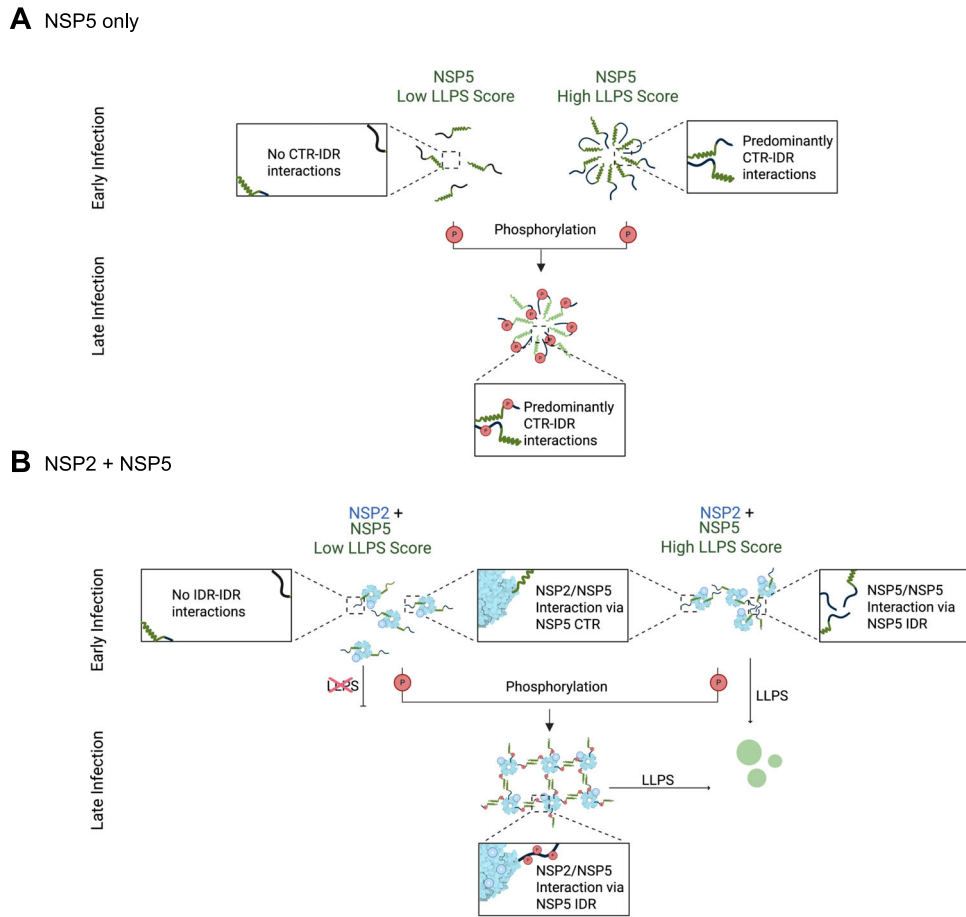 A NSP5 only
NSP5
Low LLPS Score
NSP5
High LLPS Score
Early Infection
No CTR-IDR
interactions
Predominantly
CTR-IDR
interactions
P
Phosphorylation
P
Late Infection
P
P
P
P
P
P
P
P
P
P
Predominantly
CTR-IDR
interactions
B NSP2 + NSP5
NSP2 +
NSP5
Low LLPS Score
NSP2 +
NSP5
High LLPS Score
Early Infection
No IDR-IDR
interactions
NSP2/NSP5
Interaction via
NSP5 CTR
NSP5/NSP5
Interaction via
NSP5 IDR
LLPS
P
Phosphorylation
P
LLPS
Late Infection
LLPS
P
P
P
NSP2/NSP5
Interaction via
NSP5 IDR